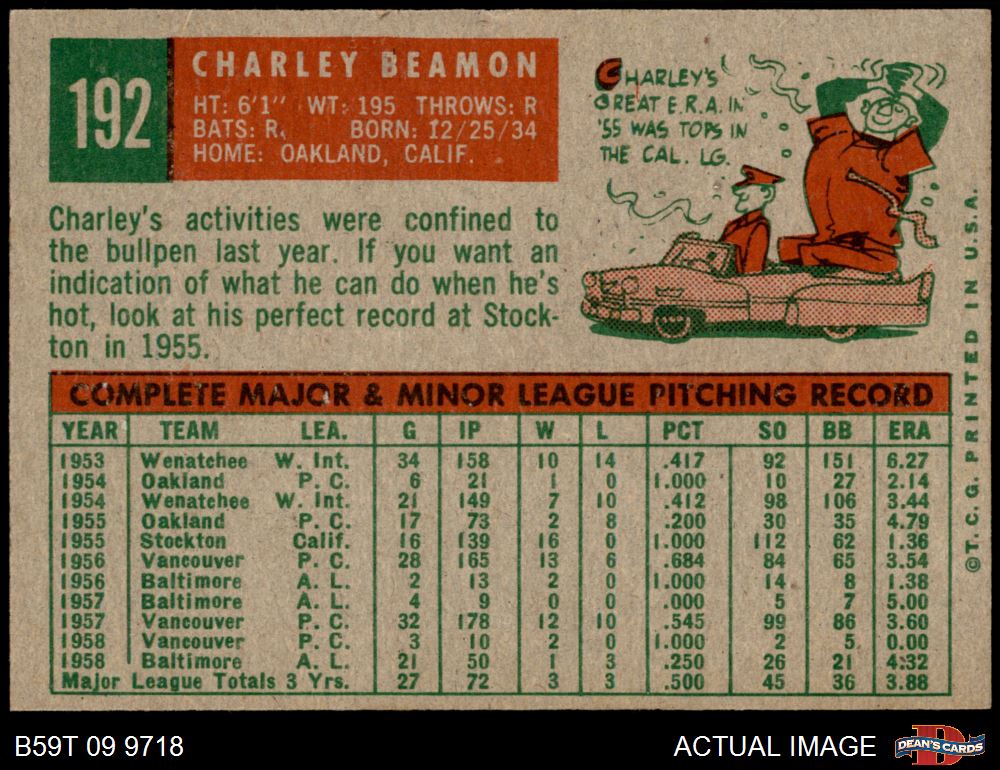 192
CHARLEY BEAMON
HT: 6'1" WT: 195 THROWS: R
BATS: R. BORN: 12/25/34
HOME: OAKLAND, CALIF.
CHARLEY'S
GREAT E.R.A. IN
'55 WAS TOPS IN
THE CAL. LG.
Charley's activities were confined to
the bullpen last year. If you want an
indication of what he can do when he's
hot, look at his perfect record at Stock-
ton in 1955.
COMPLETE MAJOR & MINOR LEAGUE PITCHING RECORD
YEAR TEAM LEA. G IP W L PCT SO BB ERA
1953 Wenatchee W. Int. 34 158 10 14 .417 92 151 6.27
1954 Oakland P. C. 6 21 1 0 1.000 10 27 2.14
1954 Wenatchee W. Int. 21 149 7 10 .412 98 106 3.44
1955 Oakland P. C. 17 73 2 8 .200 30 35 4.79
1955 Stockton Calif. 16 139 16 0 1.000 112 62 1.36
1956 Vancouver P. C. 28 165 13 6 .684 84 65 3.54
1956 Baltimore A. L. 2 13 2 0 1.000 14 8 1.38
1957 Baltimore A. L. 4 9 0 0 .000 5 7 5.00
1957 Vancouver P. C. 32 178 12 10 .545 99 86 3.60
1958 Vancouver P. C. 3 10 2 0 1.000 2 5 0.00
1958 Baltimore A. L. 21 50 1 3 .250 26 21 4.32
Major League Totals 3 Yrs. 27 72 3 3 .500 45 36 3.88
©T. C. G. PRINTED IN U.S.A.
B59T 09 9718
ACTUAL IMAGE
DEAN'S CARDS